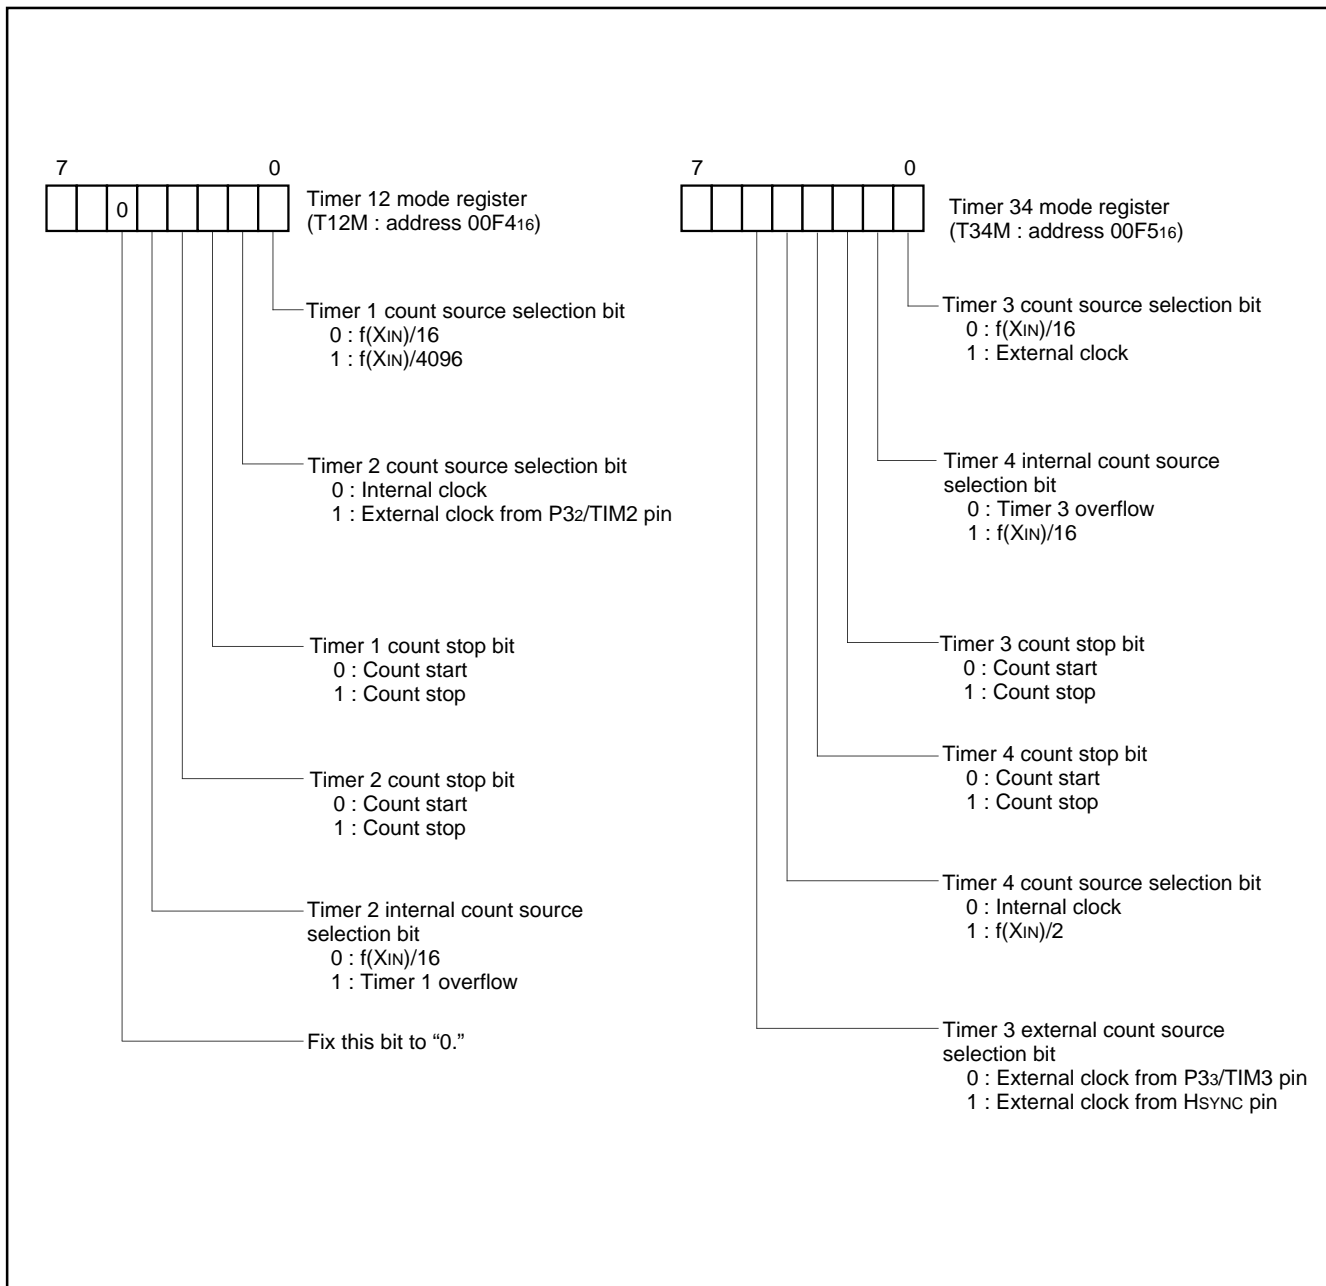 7 0
0
Timer 12 mode register
(T12M : address 00F416)
Timer 1 count source selection bit
0 : f(XIN)/16
1 : f(XIN)/4096
Timer 2 count source selection bit
0 : Internal clock
1 : External clock from P32/TIM2 pin
Timer 1 count stop bit
0 : Count start
1 : Count stop
Timer 2 count stop bit
0 : Count start
1 : Count stop
Timer 2 internal count source
selection bit
0 : f(XIN)/16
1 : Timer 1 overflow
Fix this bit to “0.”
7 0
Timer 34 mode register
(T34M : address 00F516)
Timer 3 count source selection bit
0 : f(XIN)/16
1 : External clock
Timer 4 internal count source
selection bit
0 : Timer 3 overflow
1 : f(XIN)/16
Timer 3 count stop bit
0 : Count start
1 : Count stop
Timer 4 count stop bit
0 : Count start
1 : Count stop
Timer 4 count source selection bit
0 : Internal clock
1 : f(XIN)/2
Timer 3 external count source
selection bit
0 : External clock from P33/TIM3 pin
1 : External clock from HSYNC pin